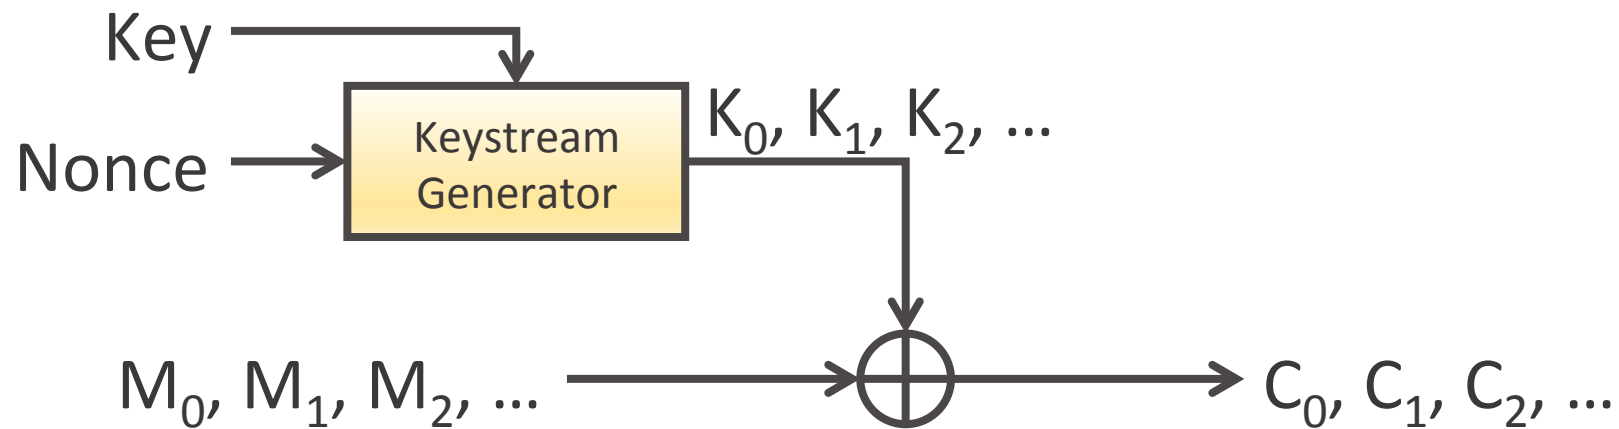 Key
K₀, K₁, K₂, ...
Keystream
Generator
Nonce
M₀, M₁, M₂, ...
C₀, C₁, C₂, ...